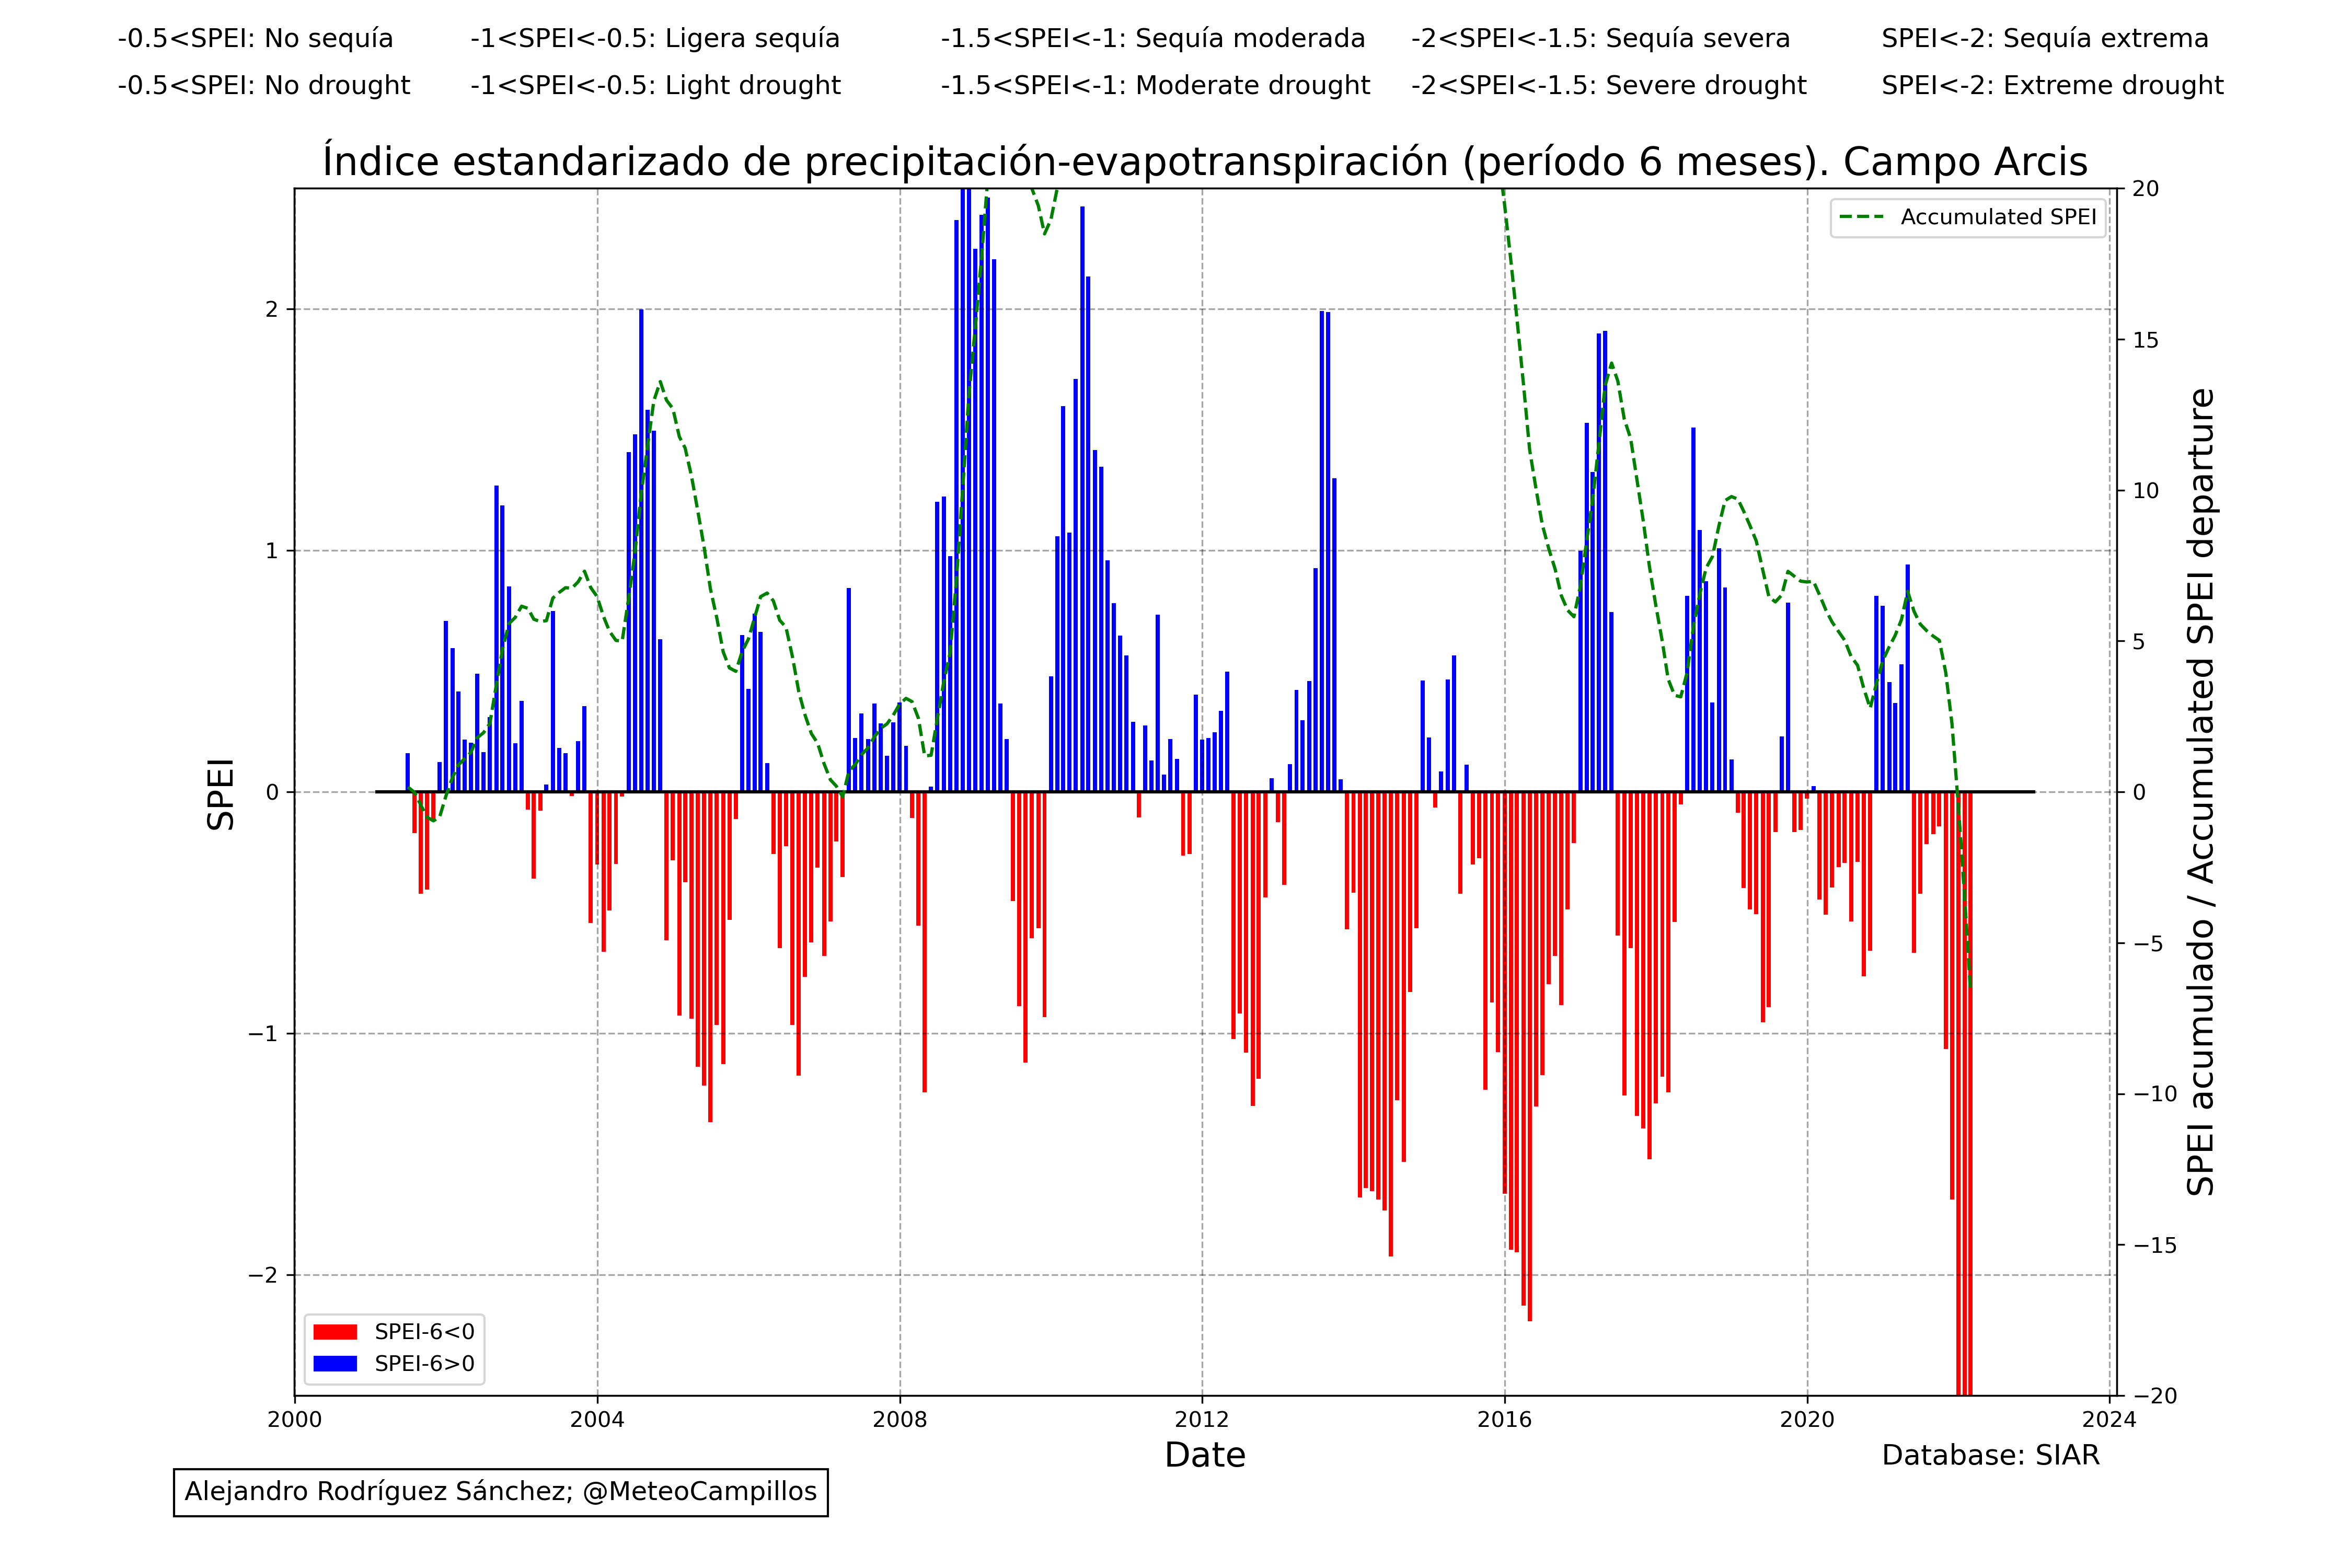 -0.5<SPEI: No sequía -1<SPEI<-0.5: Ligera sequía -1.5<SPEI<-1: Sequía moderada -2<SPEI<-1.5: Sequía severa SPEI<-2: Sequía extrema
-0.5<SPEI: No drought -1<SPEI<-0.5: Light drought -1.5<SPEI<-1: Moderate drought -2<SPEI<-1.5: Severe drought SPEI<-2: Extreme drought
Índice estandarizado de precipitación-evapotranspiración (período 6 meses). Campo Arcis
Accumulated SPEI
SPEI
2
1
0
−1
−2
20
15
10
5
0
−5
−10
−15
−20
SPEI acumulado / Accumulated SPEI departure
SPEI-6<0
SPEI-6>0
2000 2004 2008 2012 2016 2020 2024
Date
Database: SIAR
Alejandro Rodríguez Sánchez; @MeteoCampillos